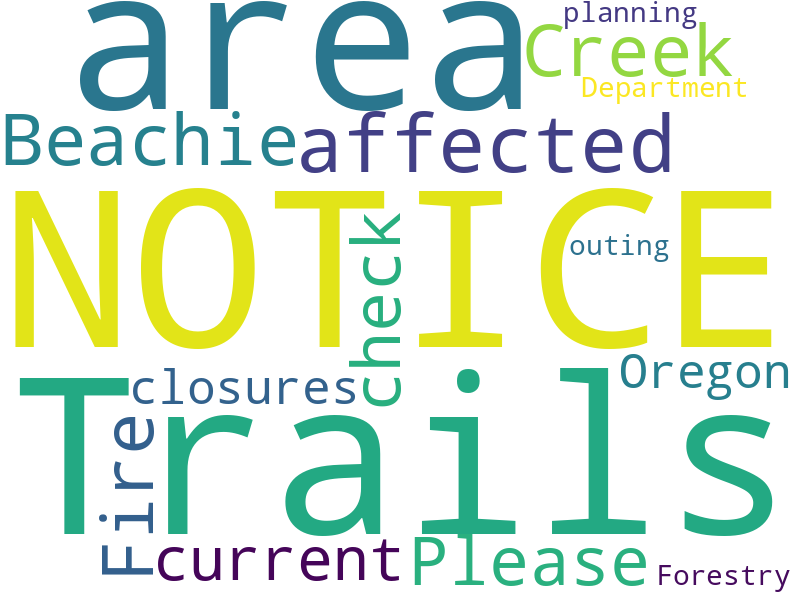 planning
area
Creek
Department
Beachie
affected
NOTICE
check
outing
Oregon
closures
Trails
Fire
current
Please
Forestry